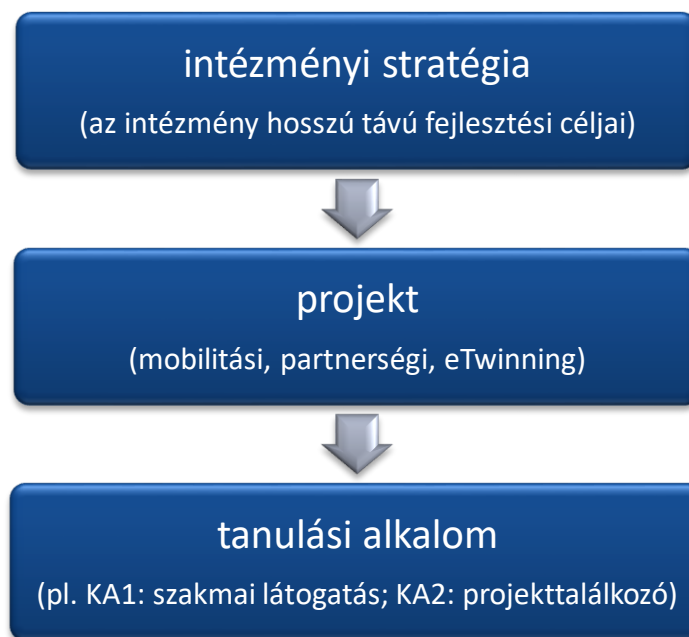 intézményi stratégia
(az intézmény hosszú távú fejlesztési céljai)
projekt
(mobilitási, partnerségi, eTwinning)
tanulási alkalom
(pl. KA1: szakmai látogatás; KA2: projekttalálkozó)